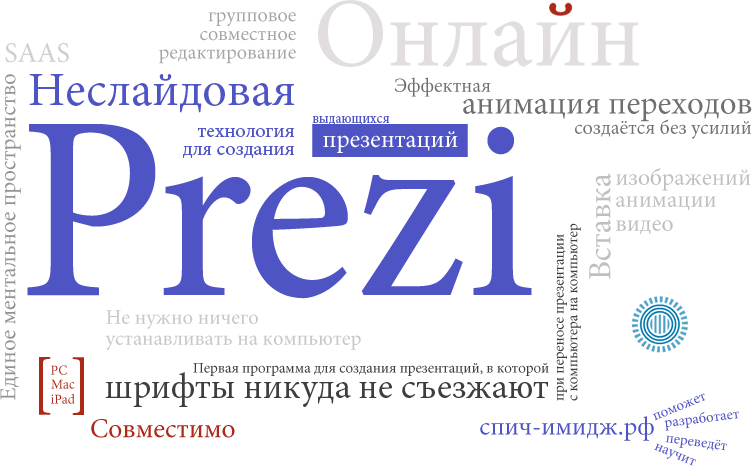 групповое
совместное
редактирование
Онлайн
SAAS
Неслайдовая
Эффектная
анимация переходов
создаётся без усилий
технология
для создания
выдающихся
презентаций
Prezi
Единое ментальное пространство
Вставка
изображений
анимации
видео
Не нужно ничего
устанавливать на компьютер
Первая программа для создания презентаций, в которой
шрифты никуда не съезжают
при переносе презентации
с компьютера на компьютер
PC
Mac
iPad
Совместимо
спич-имидж.рф
поможет
разработает
переведёт
научит